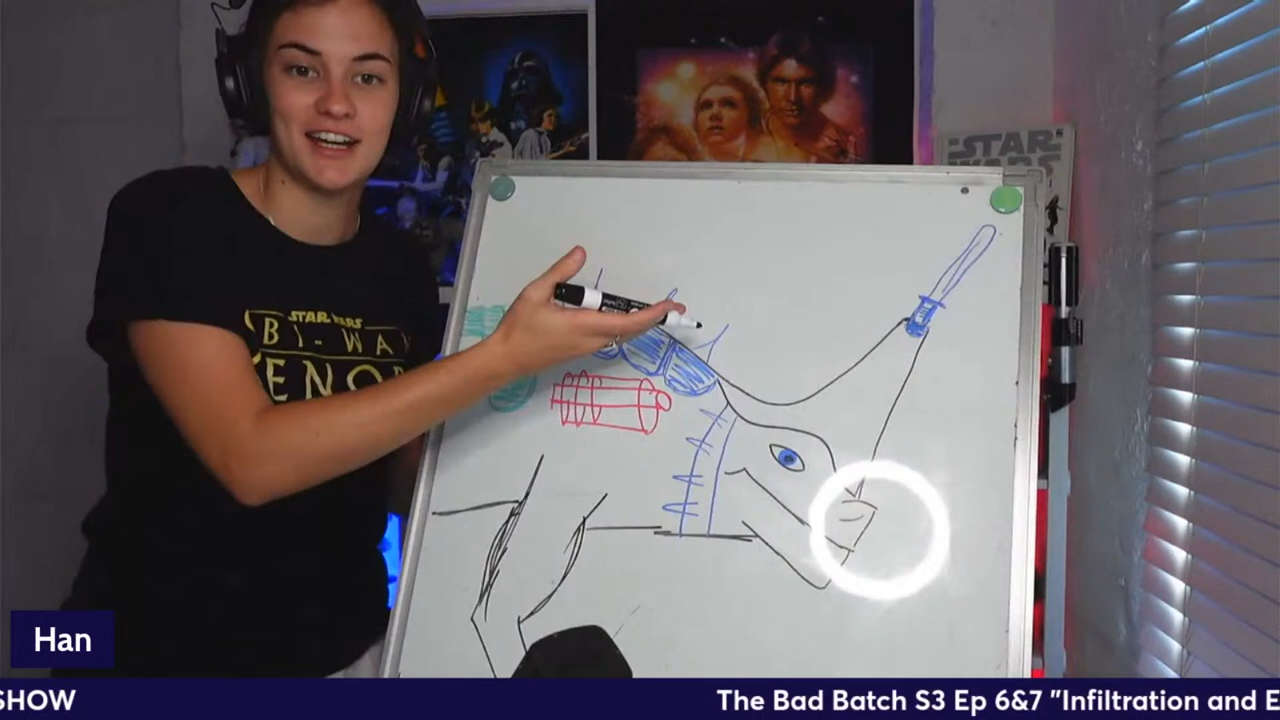 STAR WARS
OBI-WAN
KENOBI
STAR
WARS
Han
SHOW
The Bad Batch S3 Ep 6&7 "Infiltration and E